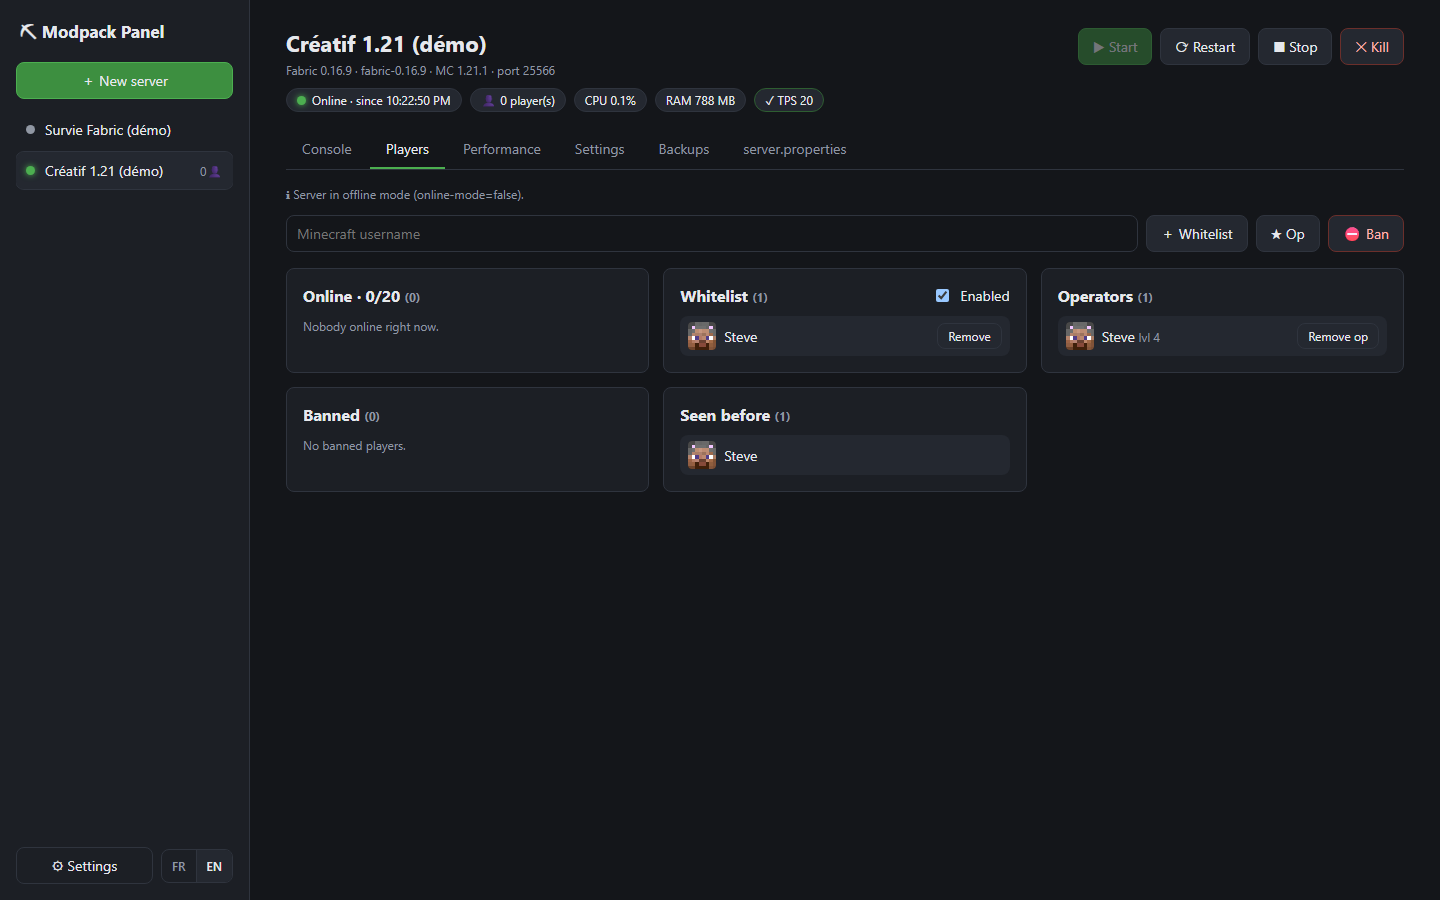 ⛏ Modpack Panel
+ New server
Survie Fabric (démo)
Créatif 1.21 (démo) 0 👤
⚙ Settings FR EN
Créatif 1.21 (démo)
▶ Start ⟳ Restart ■ Stop ✕ Kill
Fabric 0.16.9 · fabric-0.16.9 · MC 1.21.1 · port 25566
Online · since 10:22:50 PM 👤 0 player(s) CPU 0.1% RAM 788 MB ✓ TPS 20
Console Players Performance Settings Backups server.properties
ℹ Server in offline mode (online-mode=false).
Minecraft username + Whitelist ★ Op ⛔ Ban
Online · 0/20 (0)
Nobody online right now.
Whitelist (1) Enabled
Steve Remove
Operators (1)
Steve lvl 4 Remove op
Banned (0)
No banned players.
Seen before (1)
Steve